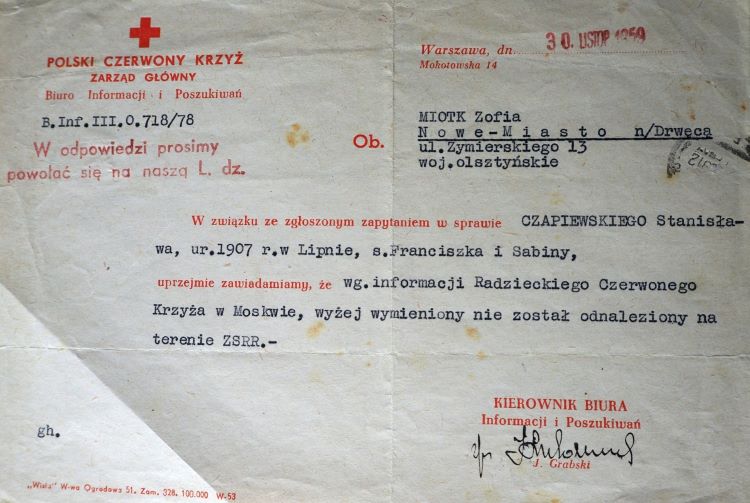 POLSKI CZERWONY KRZYŻ
ZARZĄD GŁÓWNY
Biuro Informacji i Poszukiwań
B.Inf.III.O.718/78
W odpowiedzi prosimy
powołać się na naszą L. dz.
Warszawa, dn. 30. LISTOP 1959
Mokotowska 14
Ob.
MIOTK Zofia
Nowe-Miasto n/Drwęcą
ul.Żymierskiego 13
woj.olsztyńskie
W związku ze zgłoszonym zapytaniem w sprawie CZAPIEWSKIEGO Stanisła-
wa, ur.1907 r.w Lipnie, s.Franciszka i Sabiny,
uprzejmie zawiadamiamy, że wg.informacji Radzieckiego Czerwonego
Krzyża w Moskwie, wyżej wymieniony nie został odnaleziony na
terenie ZSRR.-
KIEROWNIK BIURA
Informacji i Poszukiwań
J. Grabski
gh.
„Wisła" W-wa Ogrodowa 51. Zam. 328. 100.000 W-53